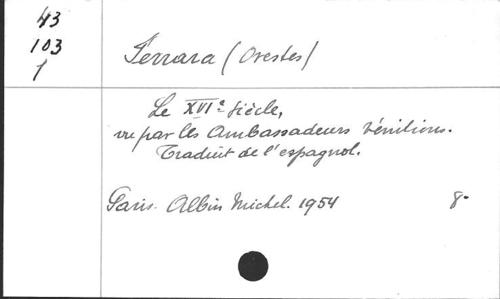 43
103
1
Ferrara (Orestes)
Le XVIe Siècle,
vu par les Ambassadeurs Vénitiens.
Traduit de l'espagnol.
Paris. Albin Michel. 1954 8-